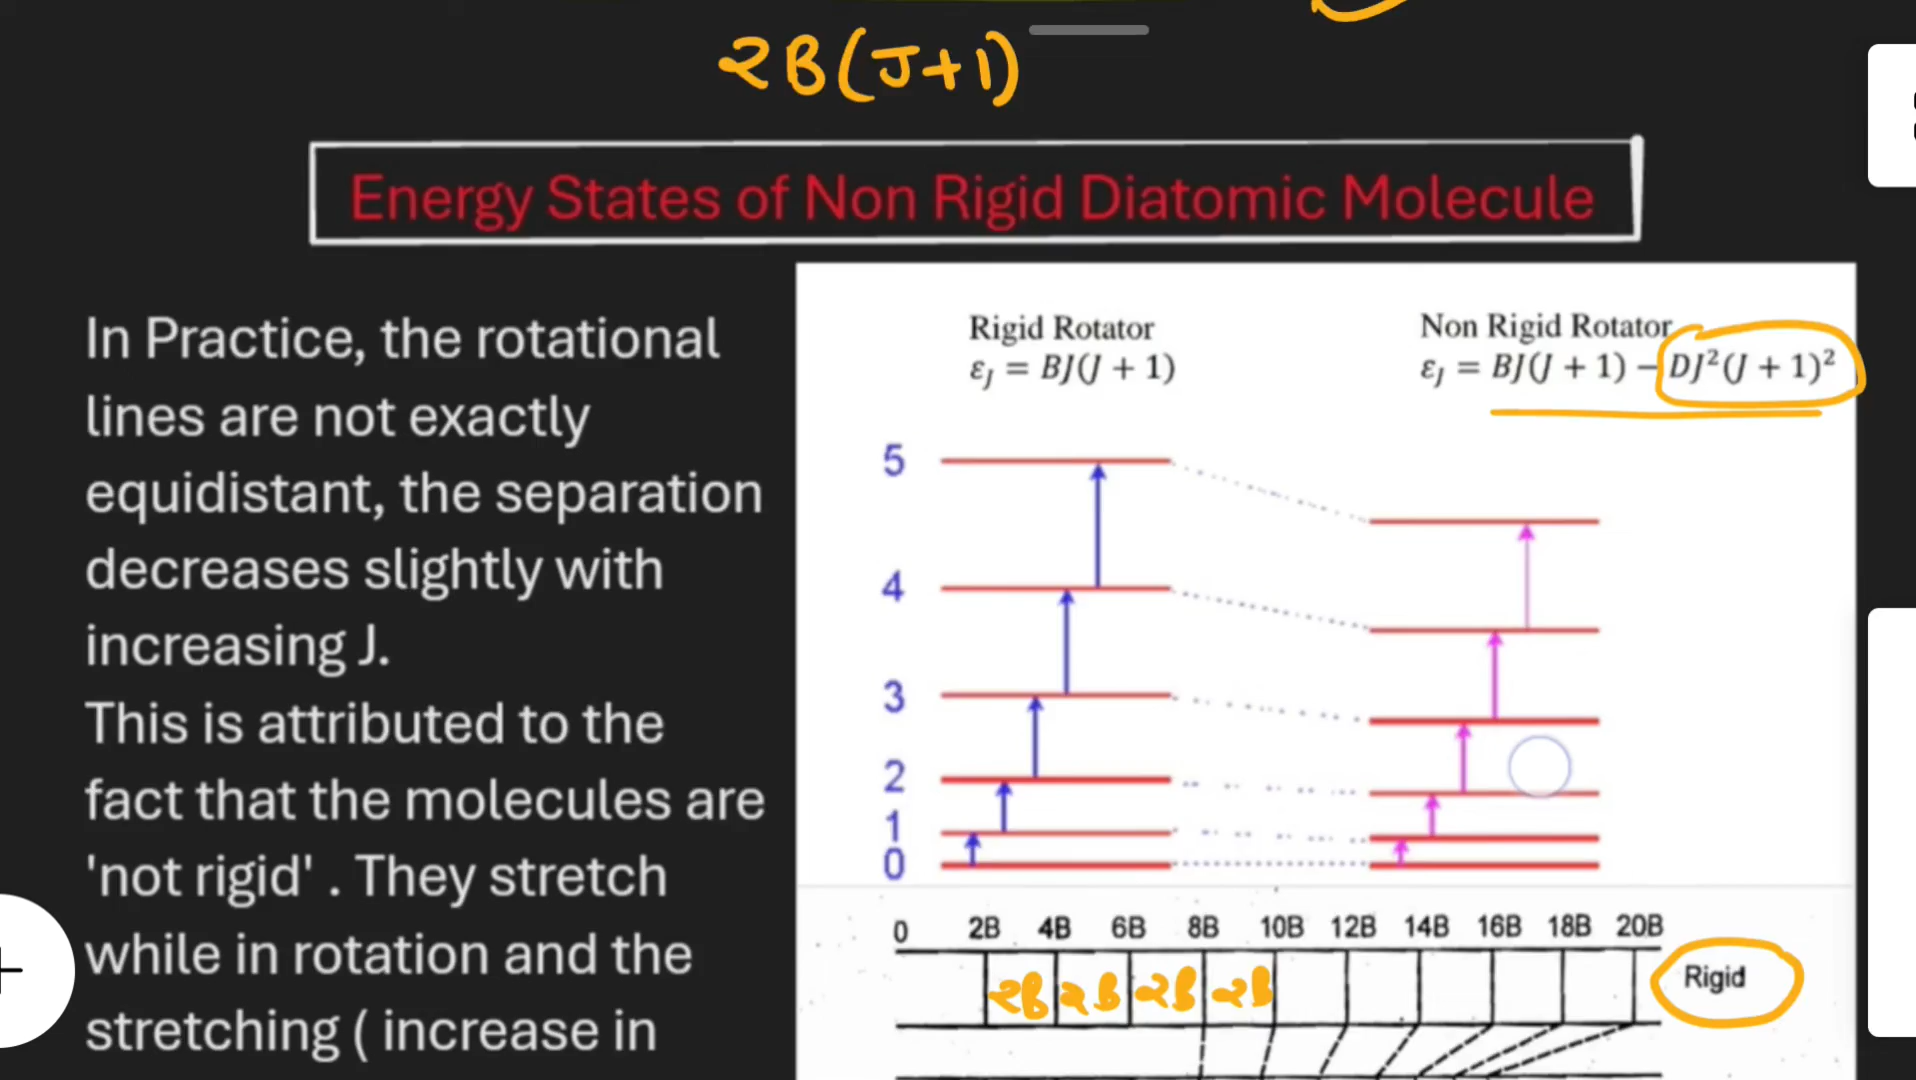 2B(J+1)
Energy States of Non Rigid Diatomic Molecule
In Practice, the rotational
lines are not exactly
equidistant, the separation
decreases slightly with
increasing J.
This is attributed to the
fact that the molecules are
'not rigid' . They stretch
while in rotation and the
stretching ( increase in
Rigid Rotator
εJ = BJ(J + 1)
Non Rigid Rotator
εJ = BJ(J + 1) − DJ²(J + 1)²
5
4
3
2
1
0
0 2B 4B 6B 8B 10B 12B 14B 16B 18B 20B
2B 2B 2B 2B
Rigid